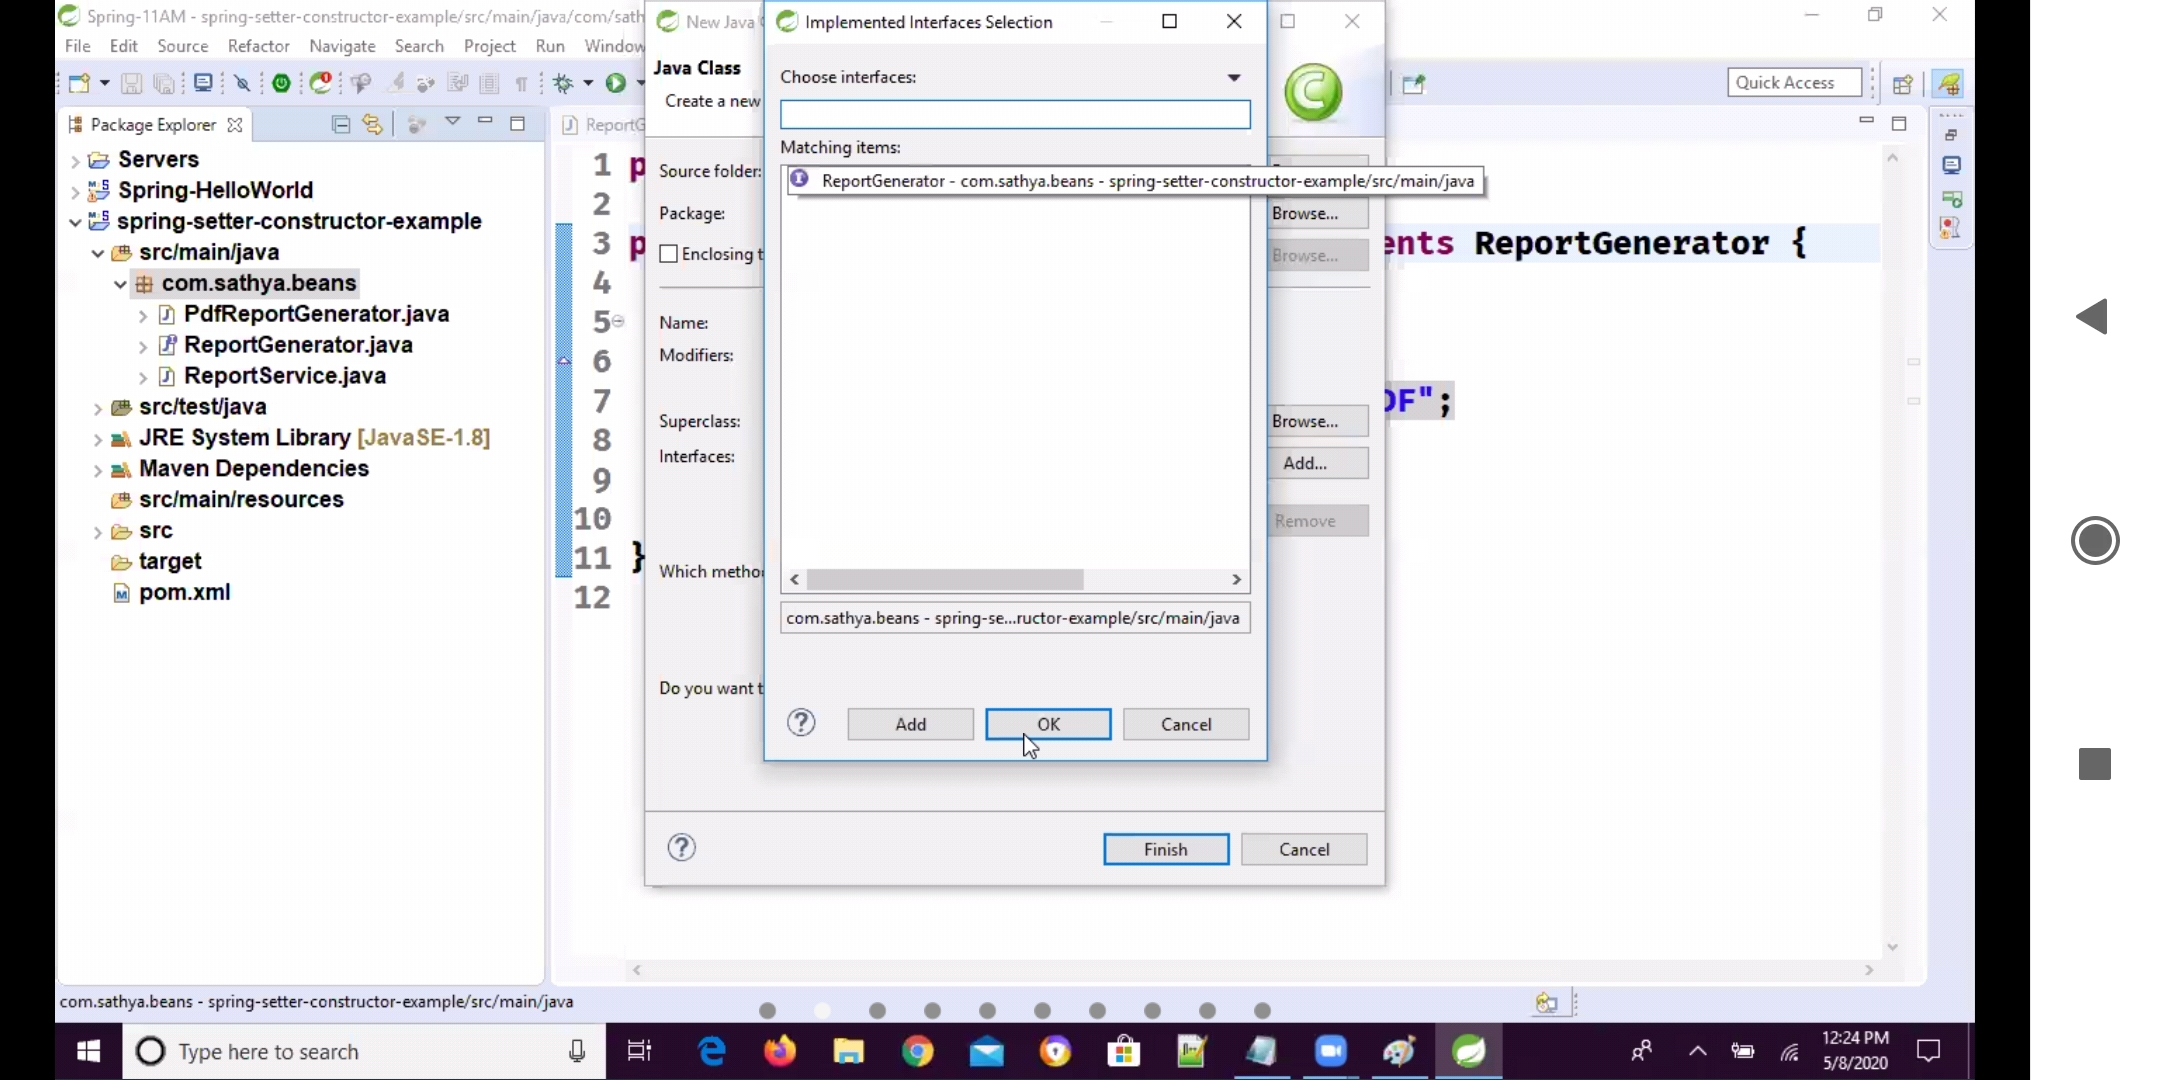 Spring-11AM - spring-setter-constructor-example/src/main/java/com/sath
File Edit Source Refactor Navigate Search Project Run Window
Quick Access
Package Explorer
Servers
Spring-HelloWorld
spring-setter-constructor-example
src/main/java
com.sathya.beans
PdfReportGenerator.java
ReportGenerator.java
ReportService.java
src/test/java
JRE System Library [JavaSE-1.8]
Maven Dependencies
src/main/resources
src
target
pom.xml
ReportG
1 p
2
3 p ents ReportGenerator {
4
5
6
7 DF";
8
9
10
11 }
12
New Java
Java Class
Create a new
Source folder:
Package: Browse...
Enclosing t Browse...
Name:
Modifiers:
Superclass: Browse...
Interfaces: Add...
Remove
Which metho
Do you want t
Finish Cancel
Implemented Interfaces Selection
Choose interfaces:
Matching items:
ReportGenerator - com.sathya.beans - spring-setter-constructor-example/src/main/java
com.sathya.beans - spring-se...ructor-example/src/main/java
Add OK Cancel
com.sathya.beans - spring-setter-constructor-example/src/main/java
Type here to search
12:24 PM
5/8/2020